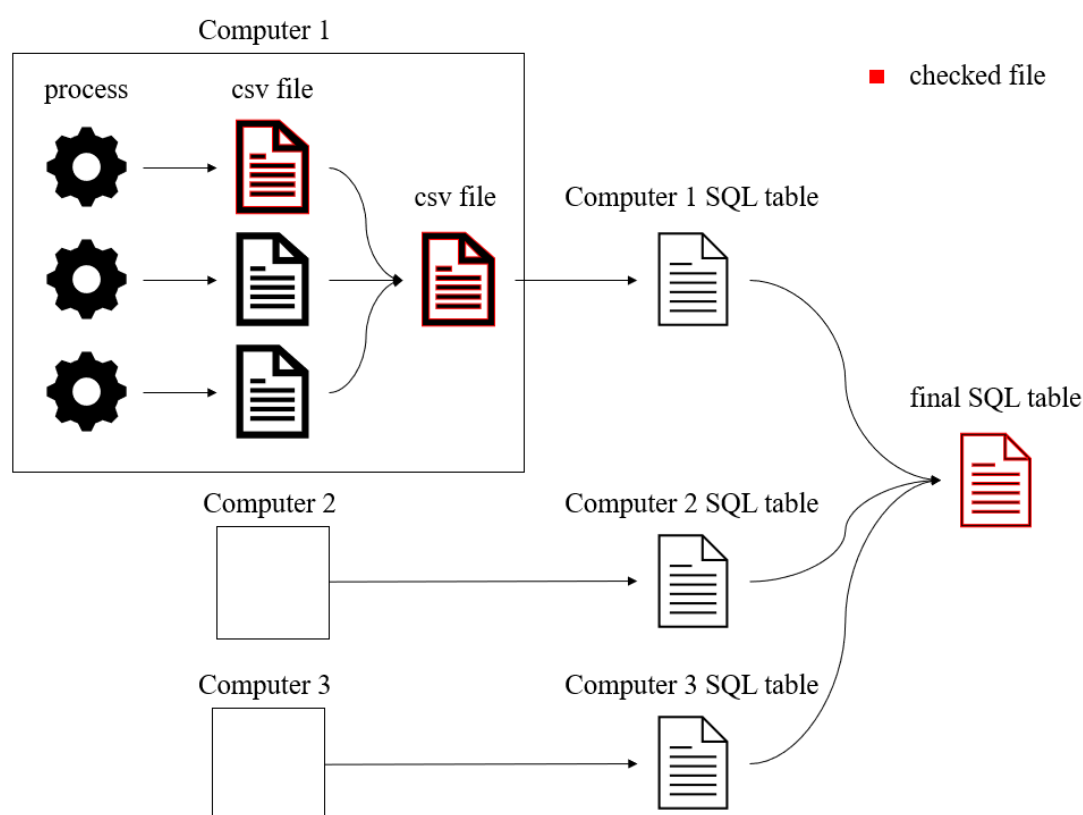 Computer 1
checked file
process
csv file
csv file
Computer 1 SQL table
final SQL table
Computer 2
Computer 2 SQL table
Computer 3
Computer 3 SQL table